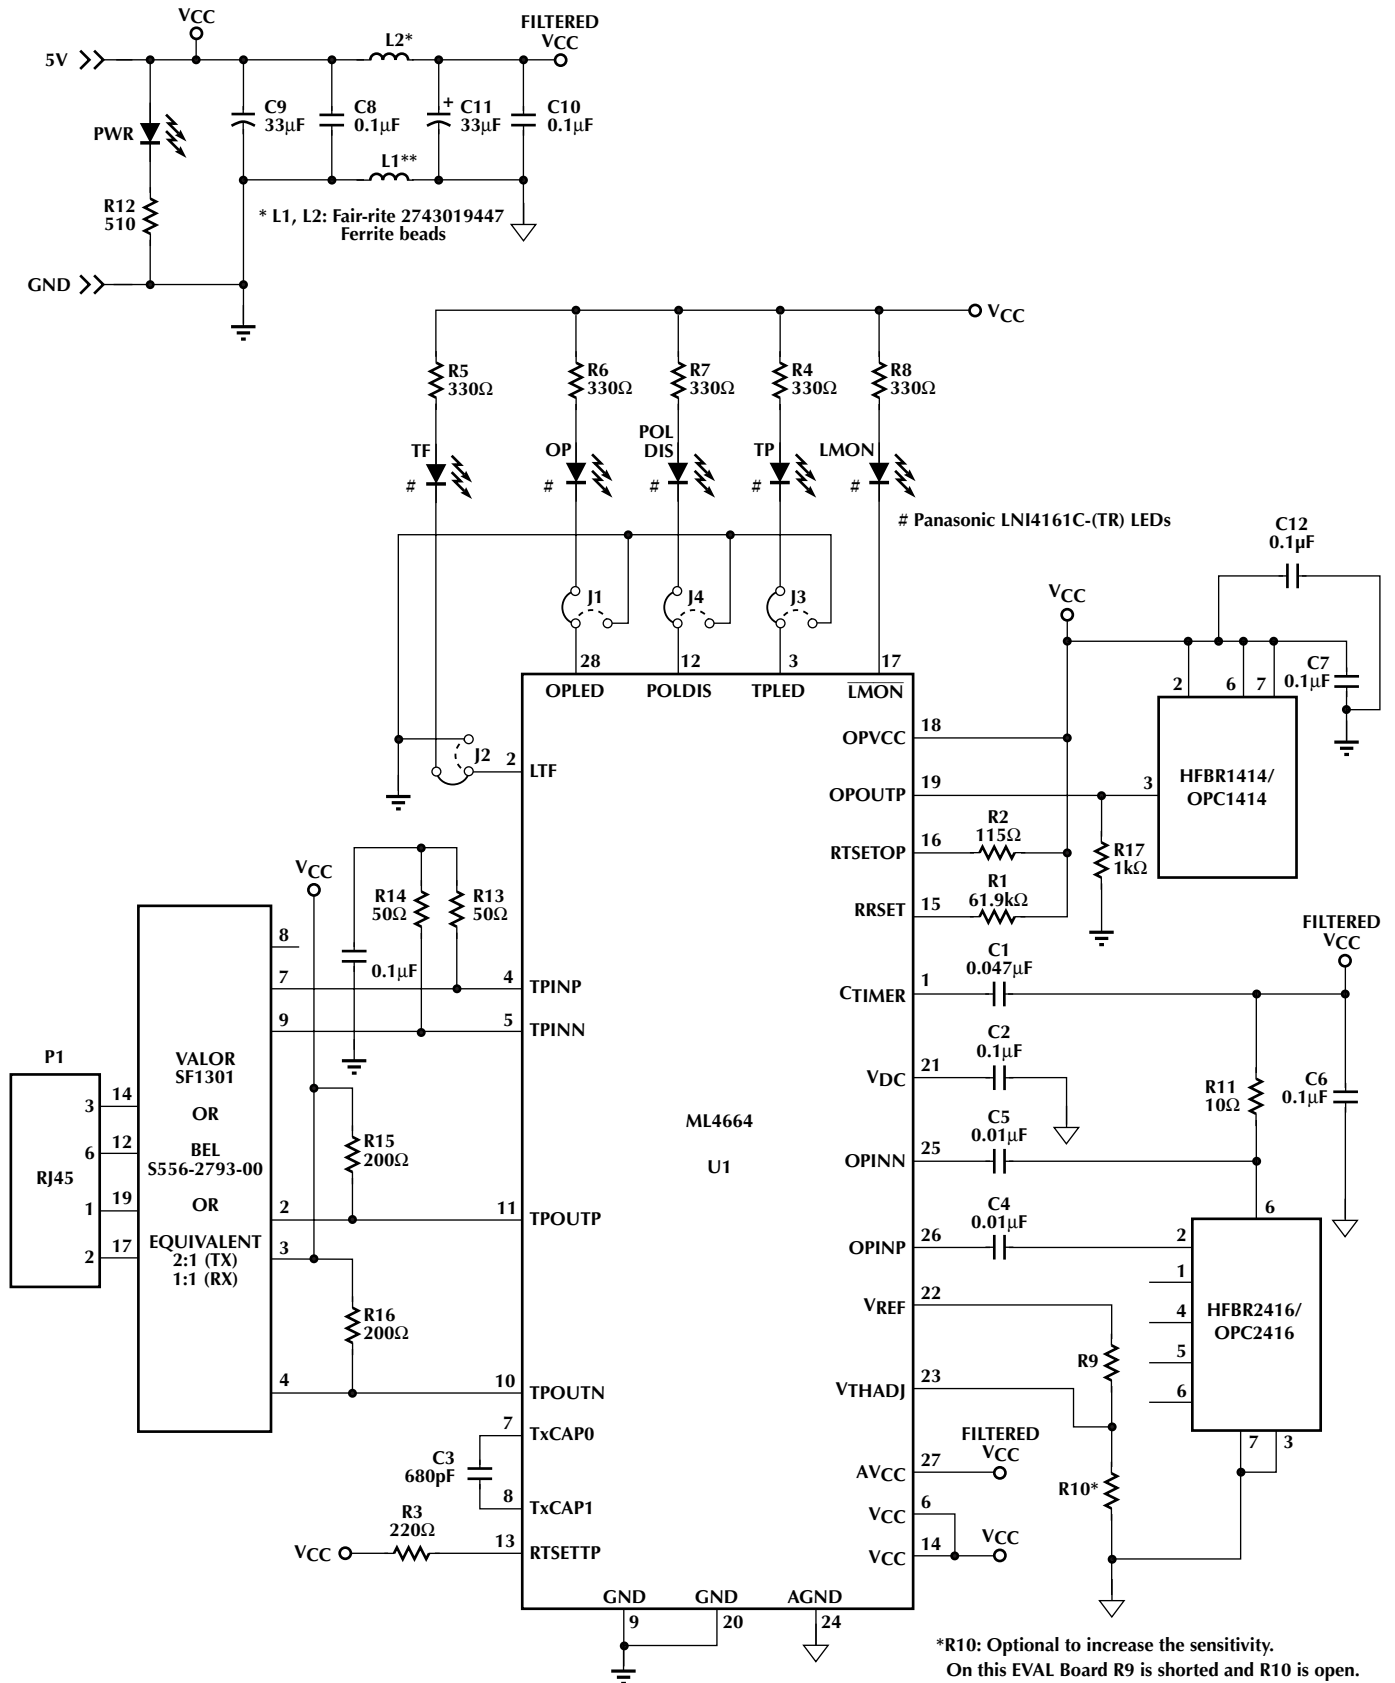 VCC
5V
L2*
FILTERED
VCC
PWR
C9
33μF
C8
0.1μF
+
C11
33μF
C10
0.1μF
L1**
R12
510
* L1, L2: Fair-rite 2743019447
Ferrite beads
GND
VCC
R5
330Ω
R6
330Ω
R7
330Ω
R4
330Ω
R8
330Ω
TF
#
OP
#
POL
DIS
#
TP
#
LMON
#
# Panasonic LNI4161C-(TR) LEDs
C12
0.1μF
J1
J4
J3
VCC
28
12
3
17
OPLED
POLDIS
TPLED
LMON
2
6
7
C7
0.1μF
J2
2
LTF
OPVCC
18
OPOUTP
19
3
HFBR1414/
OPC1414
RTSETOP
16
R2
115Ω
R17
1kΩ
RRSET
15
R1
61.9kΩ
VCC
R14
50Ω
R13
50Ω
0.1μF
8
7
9
4
TPINP
5
TPINN
CTIMER
1
C1
0.047μF
FILTERED
VCC
VDC
21
C2
0.1μF
R11
10Ω
C6
0.1μF
P1
RJ45
3
14
6
12
1
19
2
17
VALOR
SF1301
OR
BEL
S556-2793-00
OR
EQUIVALENT
2:1 (TX)
1:1 (RX)
R15
200Ω
ML4664
U1
OPINN
25
C5
0.01μF
2
11
TPOUTP
3
OPINP
26
C4
0.01μF
6
2
1
4
5
6
HFBR2416/
OPC2416
7
3
R16
200Ω
VREF
22
R9
4
10
TPOUTN
VTHADJ
23
C3
680pF
7
TxCAP0
8
TxCAP1
AVCC
27
FILTERED
VCC
R10*
VCC
6
VCC
14
VCC
VCC
R3
220Ω
13
RTSETTP
GND
GND
AGND
9
20
24
*R10: Optional to increase the sensitivity.
On this EVAL Board R9 is shorted and R10 is open.